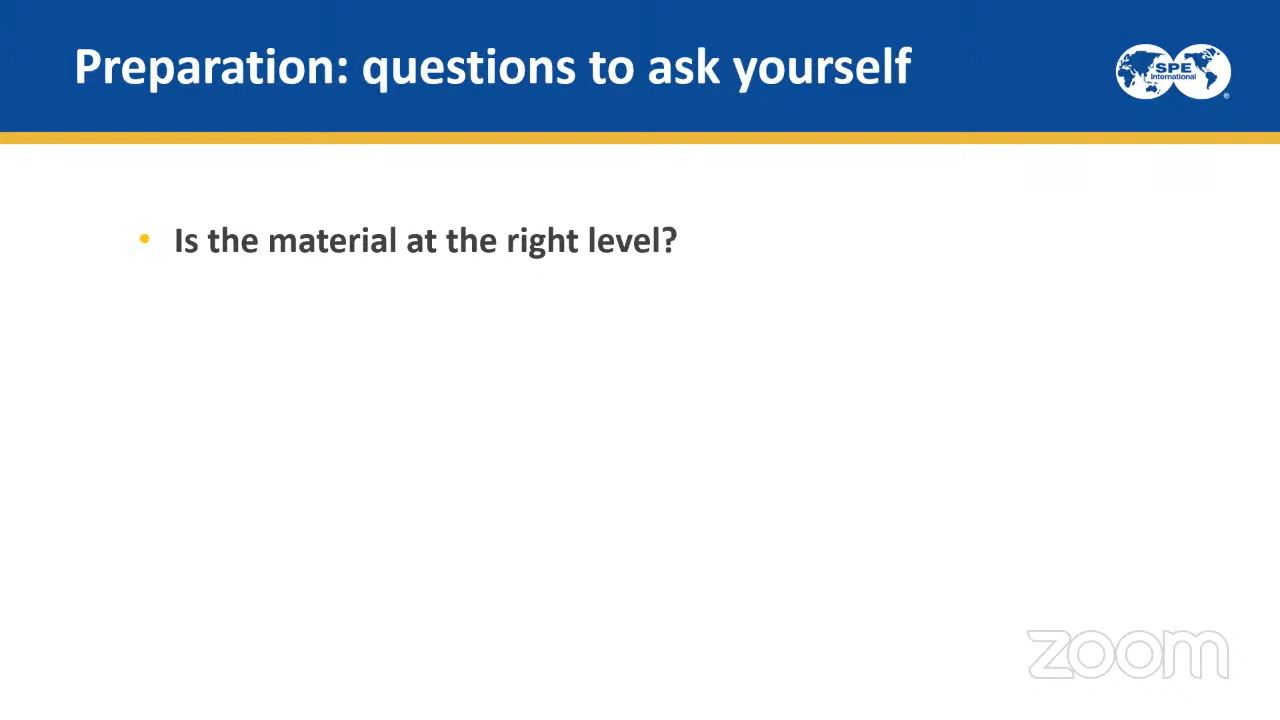 Preparation: questions to ask yourself
SPE
International
®
• Is the material at the right level?
zoom